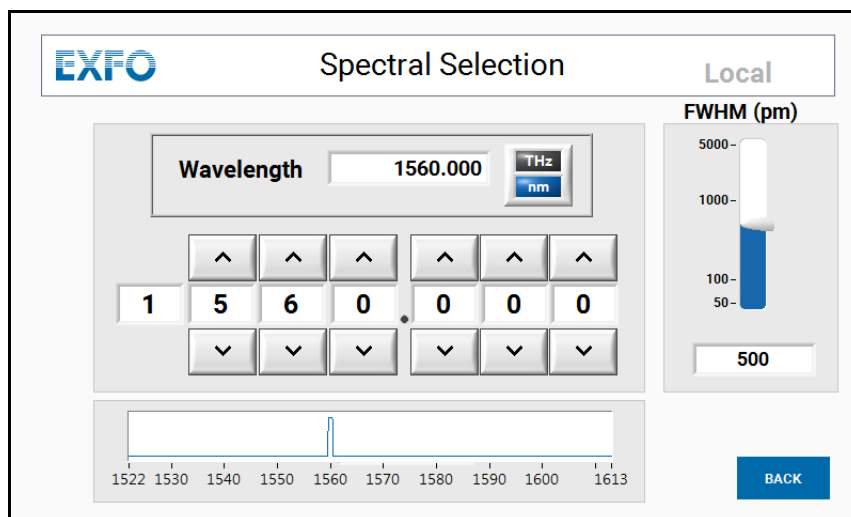 EXFO
Spectral Selection
Local
FWHM (pm)
Wavelength 1560.000
THz
nm
5000
1000
100
50
1 5 6 0 . 0 0 0
500
1522 1530 1540 1550 1560 1570 1580 1590 1600 1613
BACK